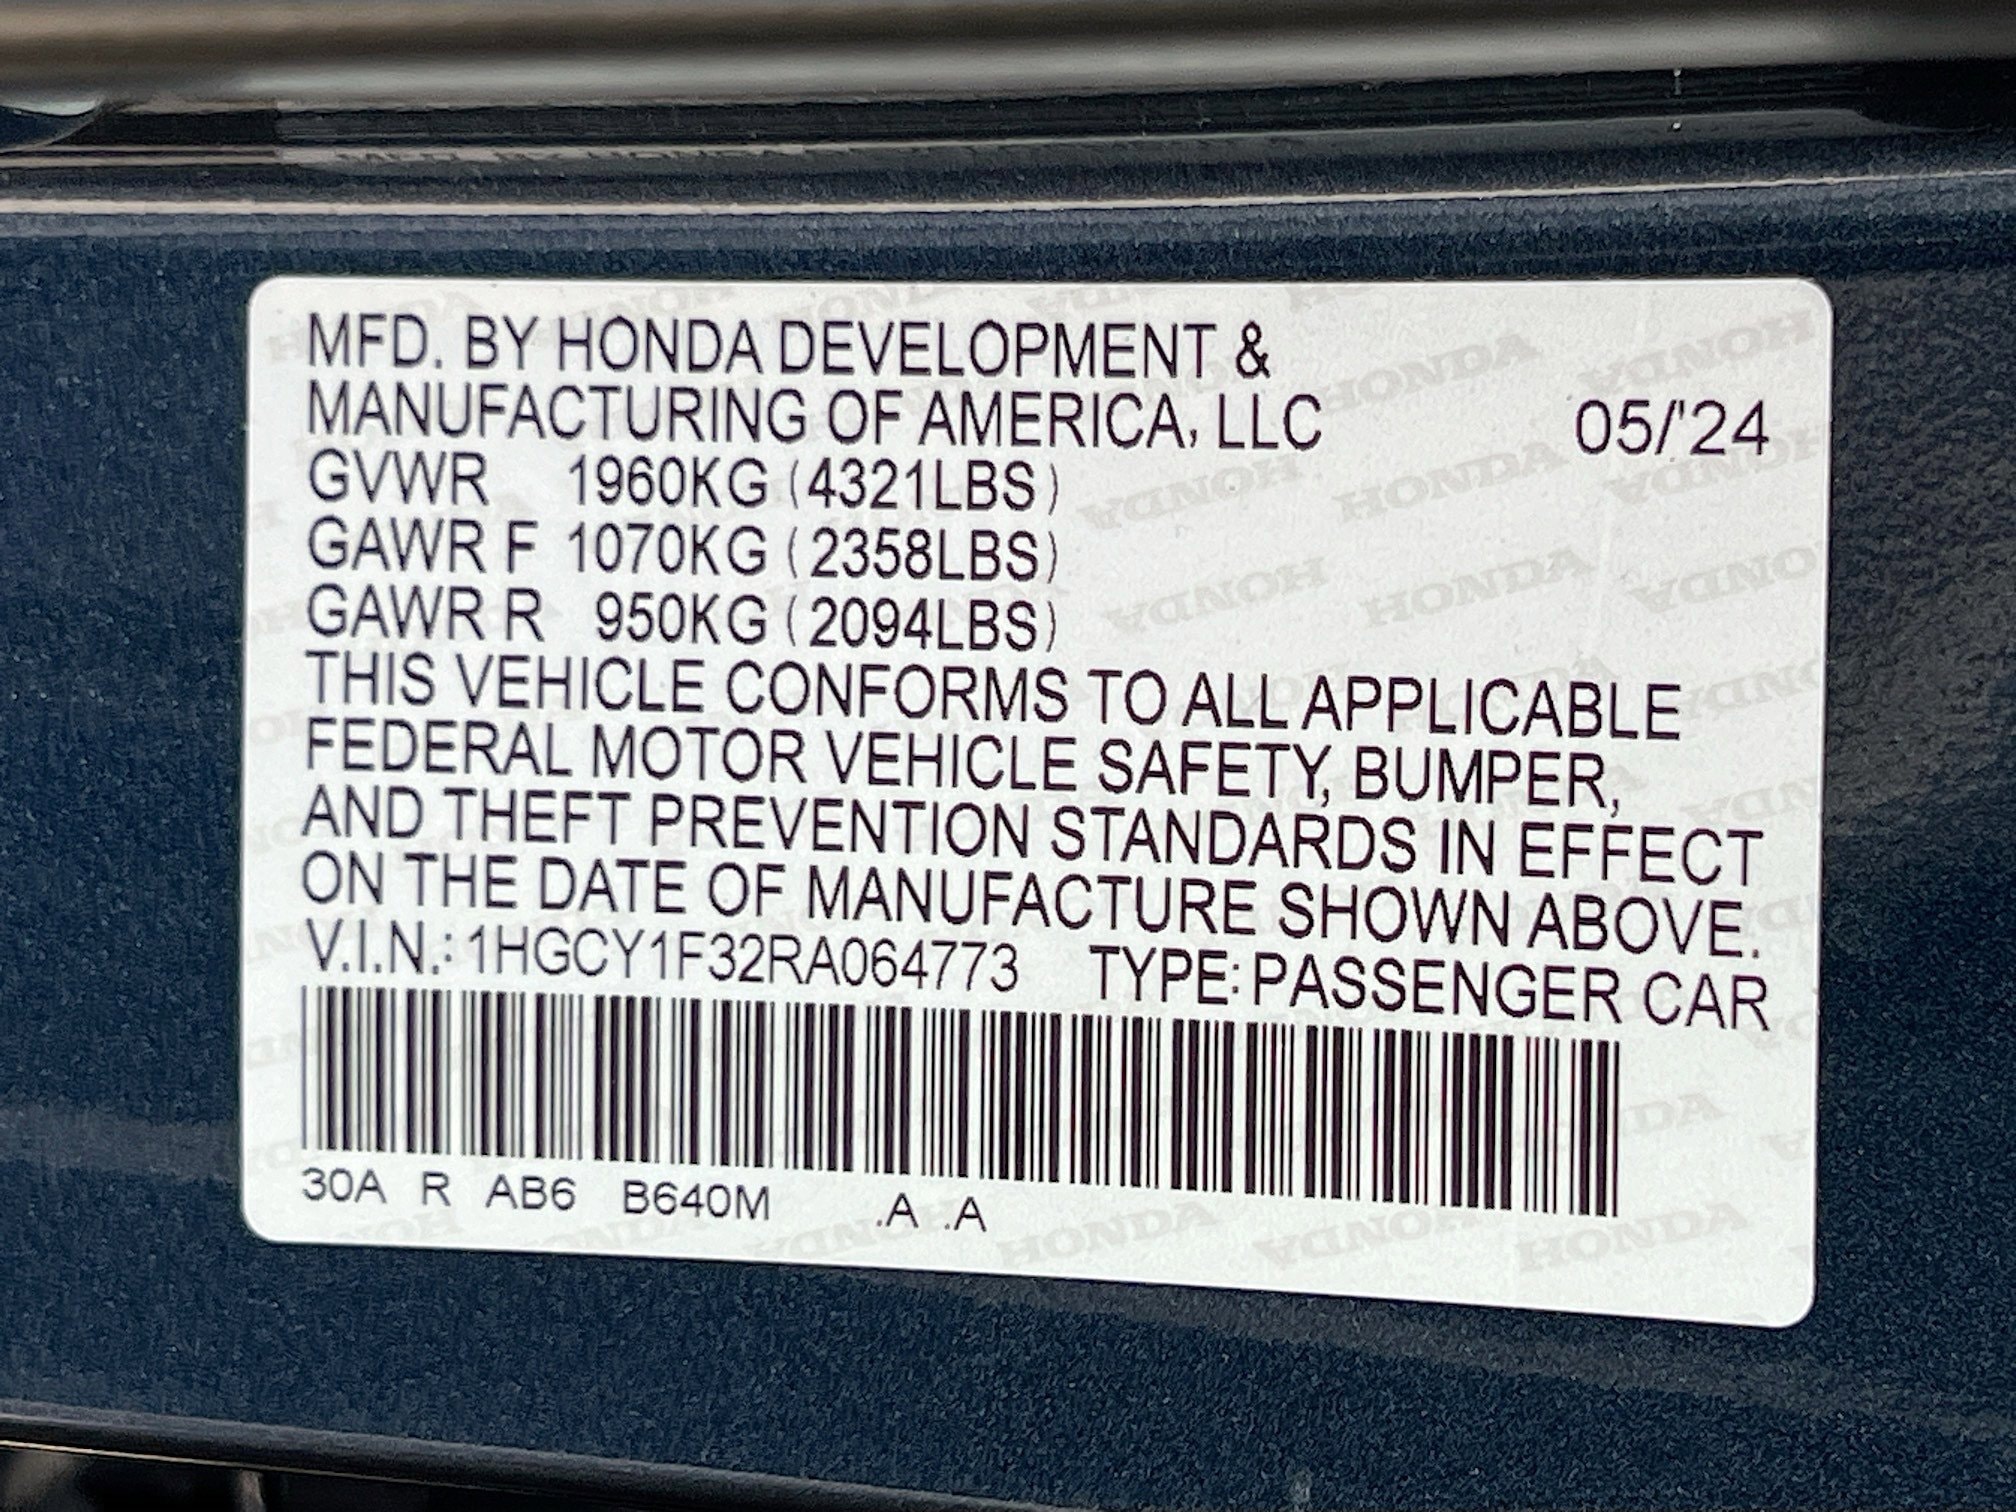 MFD. BY HONDA DEVELOPMENT &
MANUFACTURING OF AMERICA, LLC 05/'24
GVWR 1960KG (4321LBS)
GAWR F 1070KG (2358LBS)
GAWR R 950KG (2094LBS)
THIS VEHICLE CONFORMS TO ALL APPLICABLE
FEDERAL MOTOR VEHICLE SAFETY, BUMPER,
AND THEFT PREVENTION STANDARDS IN EFFECT
ON THE DATE OF MANUFACTURE SHOWN ABOVE.
V.I.N.: 1HGCY1F32RA064773 TYPE: PASSENGER CAR
30A R AB6 B640M .A .A